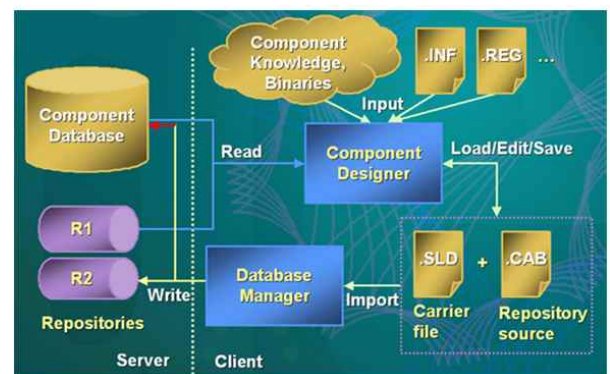 Component
Knowledge,
Binaries
.INF
.REG
...
Component
Database
Input
Read
Component
Designer
Load/Edit/Save
R1
R2
Repositories
Write
Database
Manager
Import
.SLD
+
.CAB
Carrier
file
Repository
source
Server
Client